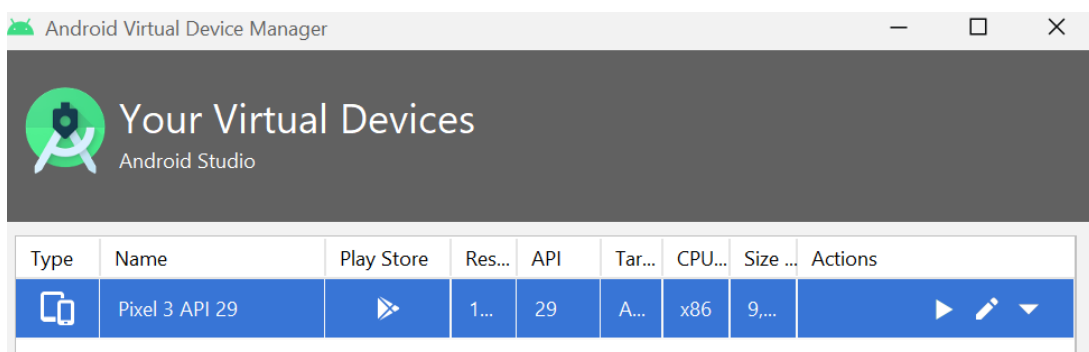 Android Virtual Device Manager
Your Virtual Devices
Android Studio
Type Name Play Store Res... API Tar... CPU... Size ... Actions
Pixel 3 API 29 1... 29 A... x86 9,...